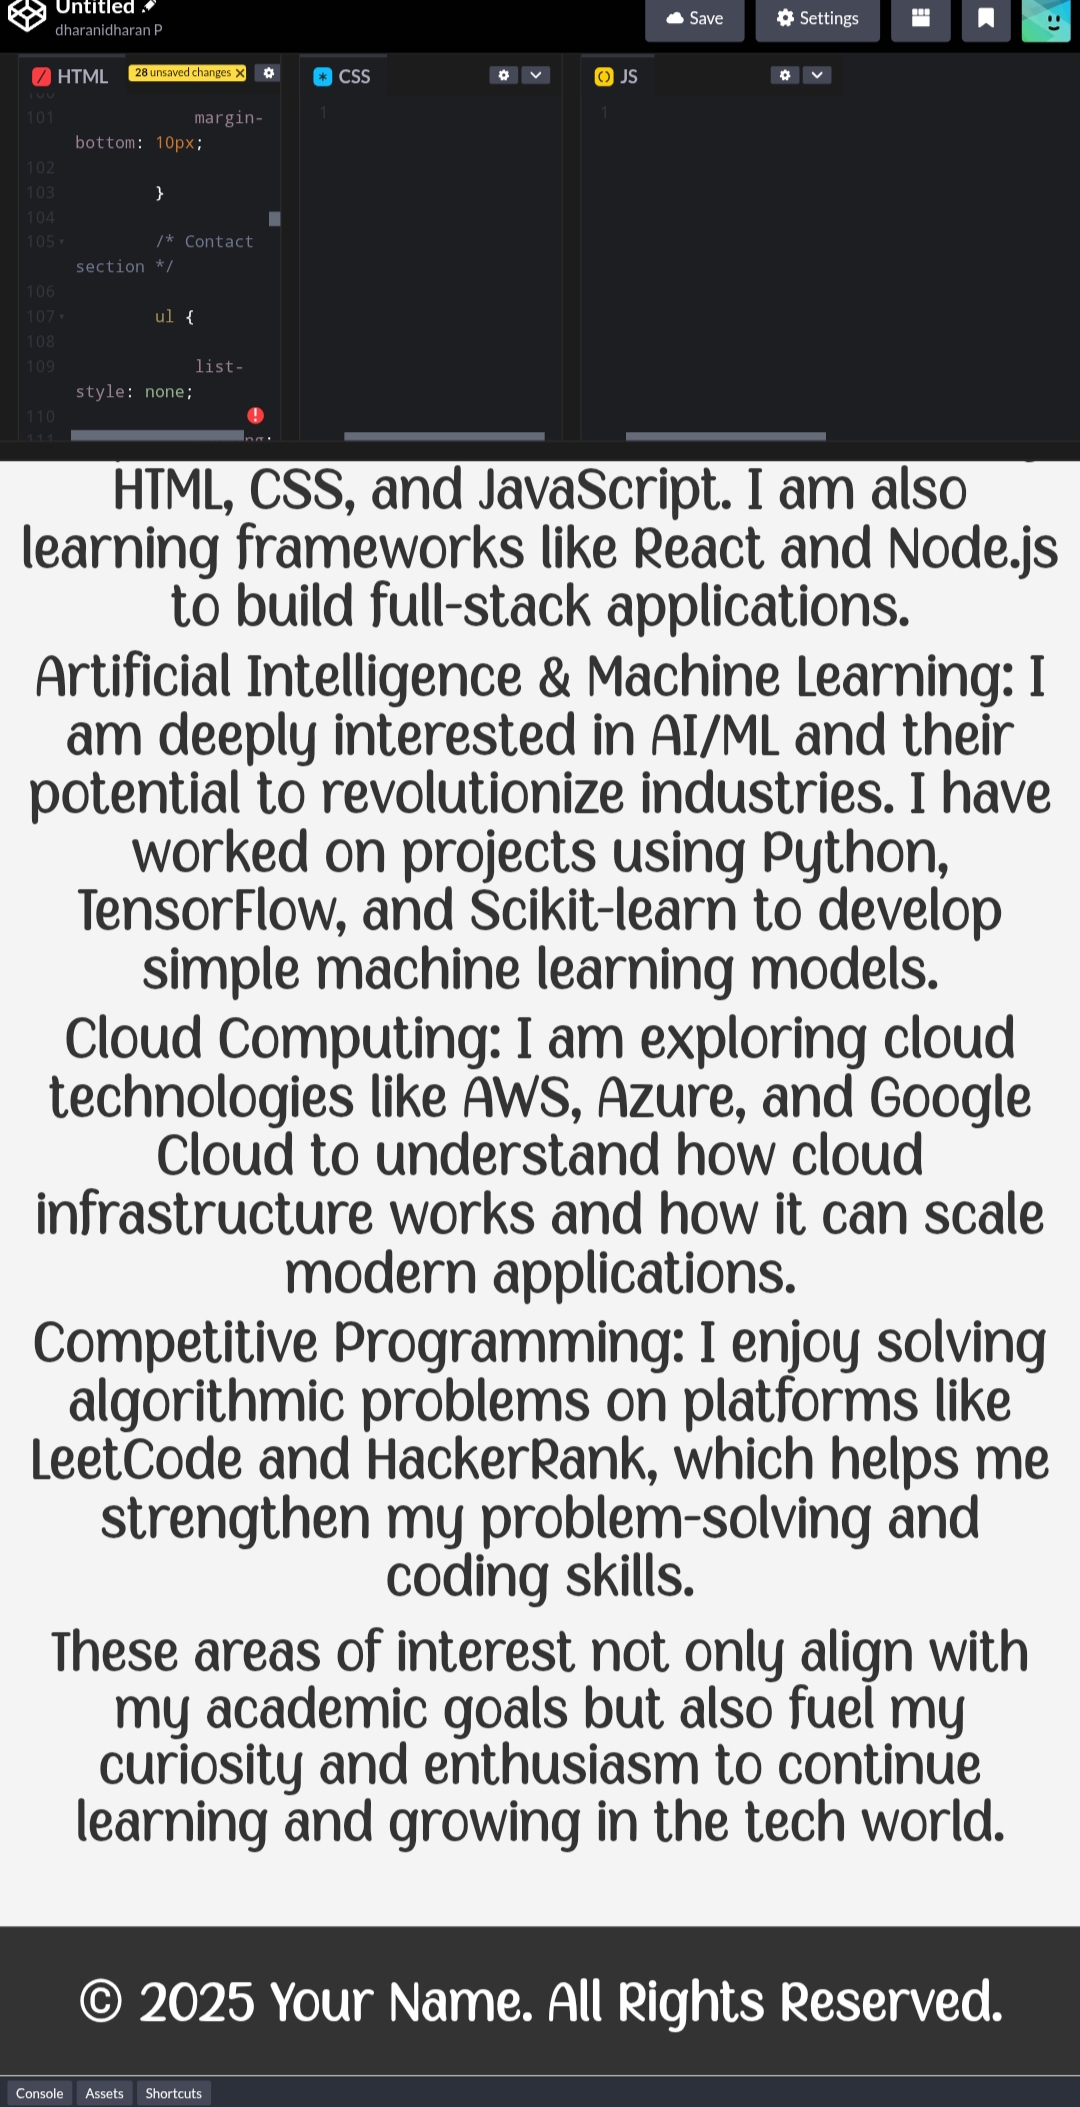 Untitled
dharanidharan P
Save
Settings
HTML
28 unsaved changes X
CSS
JS
101 margin-
bottom: 10px;
102
103 }
104
105 /* Contact
section */
106
107 ul {
108
109 list-
style: none;
110
111
1
1
HTML, CSS, and JavaScript. I am also
learning frameworks like React and Node.js
to build full-stack applications.
Artificial Intelligence & Machine Learning: I
am deeply interested in AI/ML and their
potential to revolutionize industries. I have
worked on projects using Python,
TensorFlow, and Scikit-learn to develop
simple machine learning models.
Cloud Computing: I am exploring cloud
technologies like AWS, Azure, and Google
Cloud to understand how cloud
infrastructure works and how it can scale
modern applications.
Competitive Programming: I enjoy solving
algorithmic problems on platforms like
LeetCode and HackerRank, which helps me
strengthen my problem-solving and
coding skills.
These areas of interest not only align with
my academic goals but also fuel my
curiosity and enthusiasm to continue
learning and growing in the tech world.
© 2025 Your Name. All Rights Reserved.
Console
Assets
Shortcuts